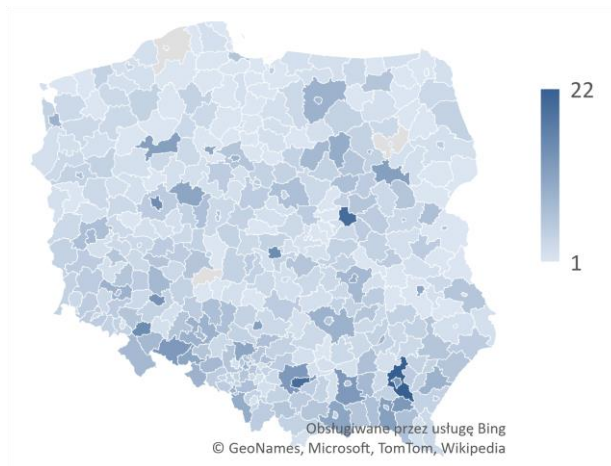 22
1
Obsługiwane przez usługę Bing
© GeoNames, Microsoft, TomTom, Wikipedia